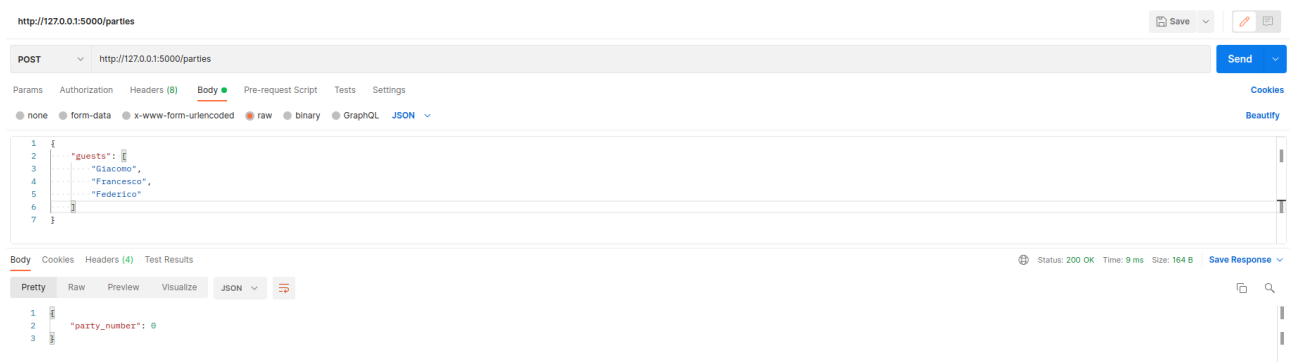 http://127.0.0.1:5000/parties Save
POST http://127.0.0.1:5000/parties Send
Params Authorization Headers (8) Body Pre-request Script Tests Settings Cookies
none form-data x-www-form-urlencoded raw binary GraphQL JSON Beautify
1 {
2 "guests": [
3 "Giacomo",
4 "Francesco",
5 "Federico"
6 ]
7 }
Body Cookies Headers (4) Test Results Status: 200 OK Time: 9 ms Size: 164 B Save Response
Pretty Raw Preview Visualize JSON
1 {
2 "party_number": 0
3 }